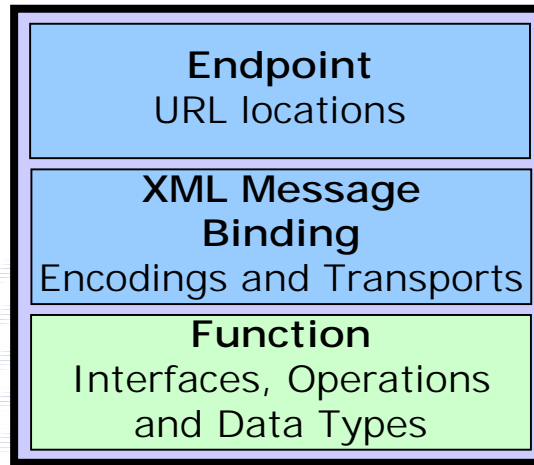 Endpoint
URL locations
XML Message
Binding
Encodings and Transports
Function
Interfaces, Operations
and Data Types